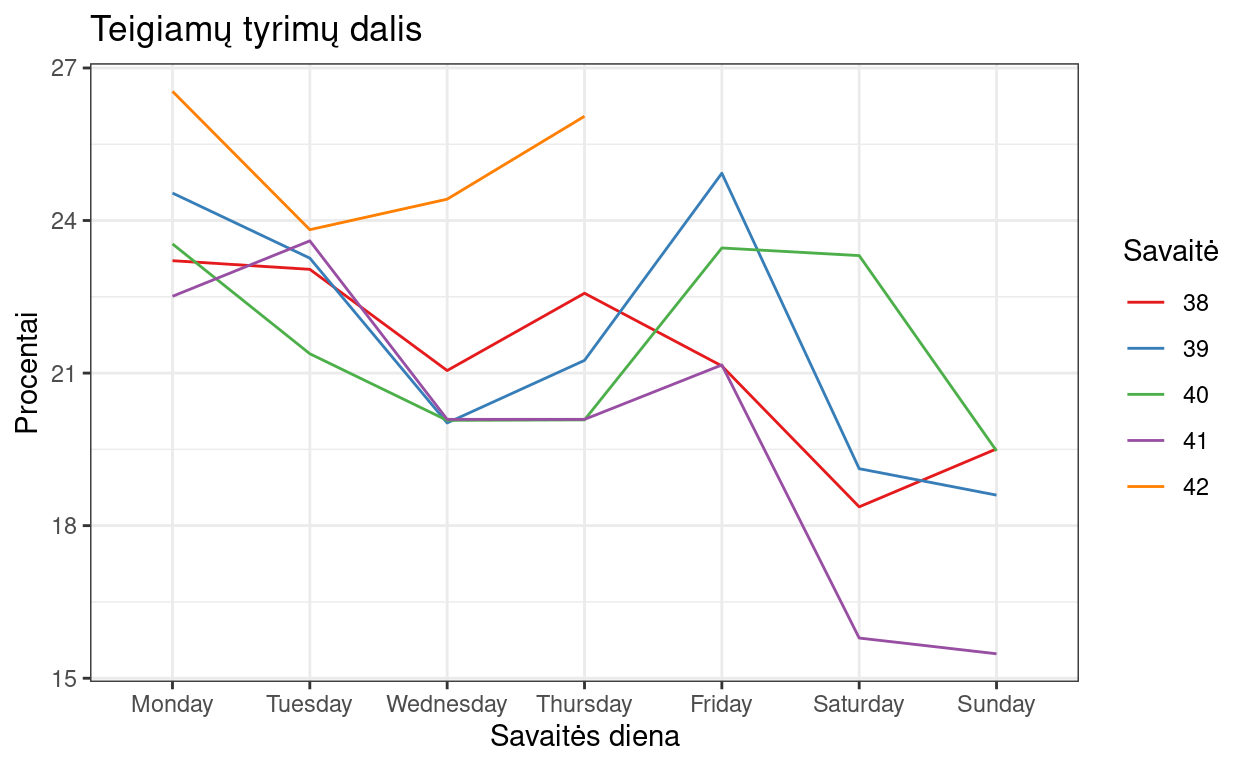 Teigiamų tyrimų dalis
Procentai
27
24
21
18
15
Monday Tuesday Wednesday Thursday Friday Saturday Sunday
Savaitės diena
Savaitė
38
39
40
41
42